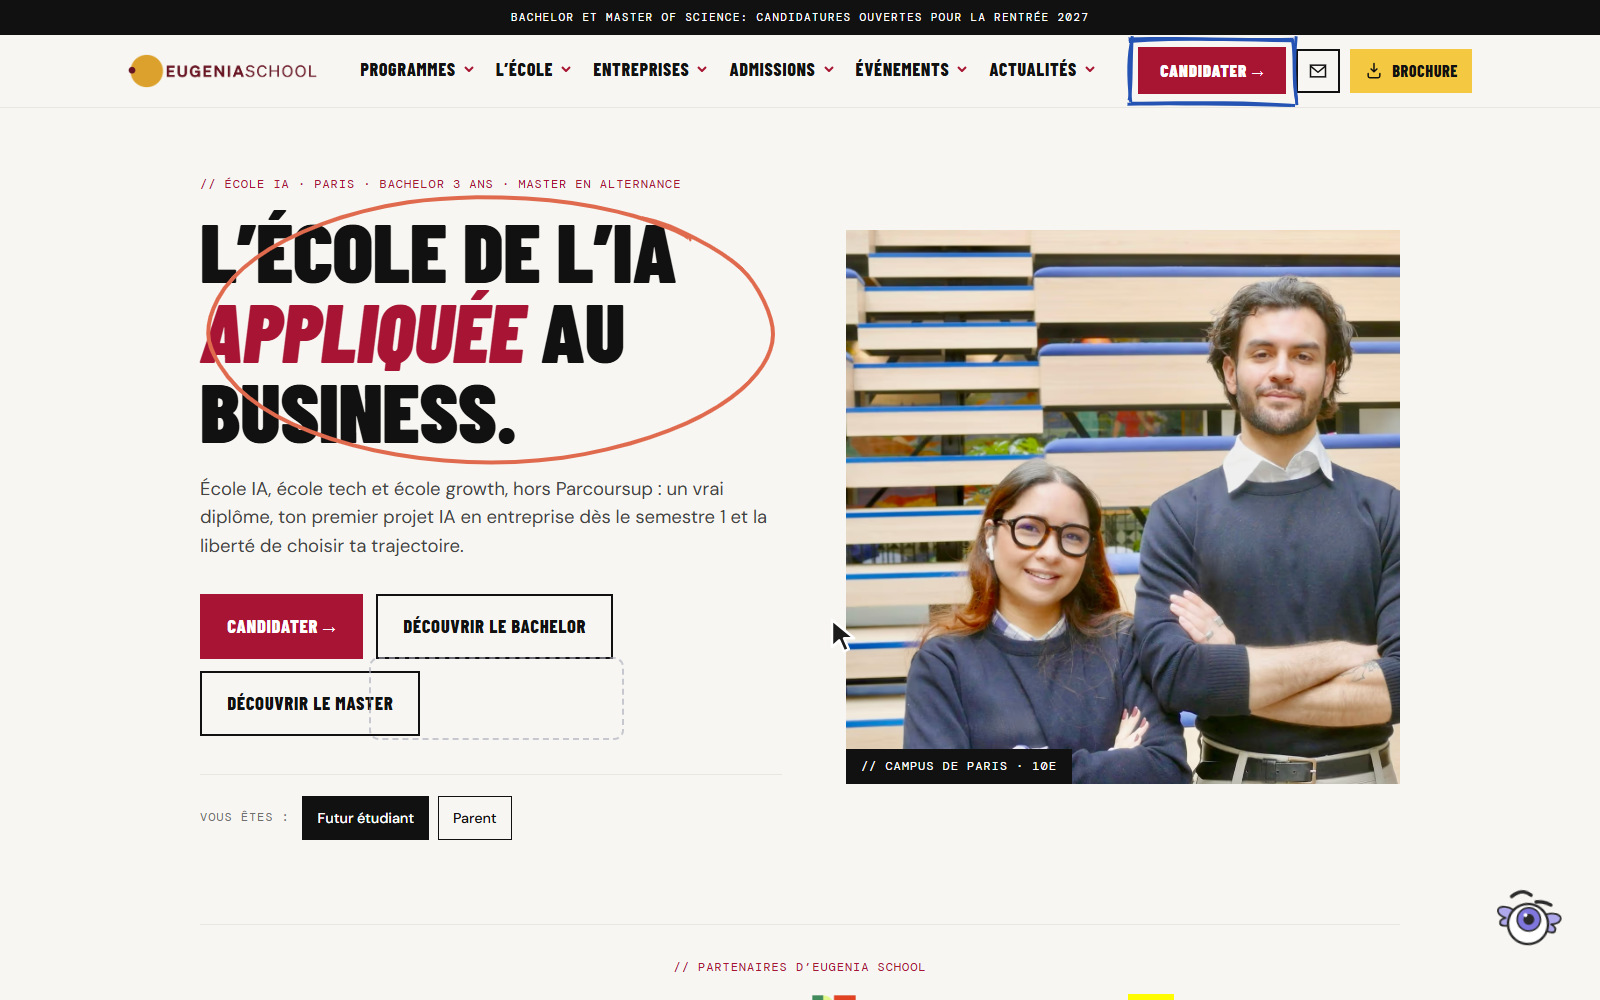 BACHELOR ET MASTER OF SCIENCE: CANDIDATURES OUVERTES POUR LA RENTRÉE 2027
EUGENIASCHOOL
PROGRAMMES
L'ÉCOLE
ENTREPRISES
ADMISSIONS
ÉVÉNEMENTS
ACTUALITÉS
CANDIDATER →
BROCHURE
// ÉCOLE IA · PARIS · BACHELOR 3 ANS · MASTER EN ALTERNANCE
L’ÉCOLE DE L’IA
APPLIQUÉE AU
BUSINESS.
École IA, école tech et école growth, hors Parcoursup : un vrai
diplôme, ton premier projet IA en entreprise dès le semestre 1 et la
liberté de choisir ta trajectoire.
CANDIDATER →
DÉCOUVRIR LE BACHELOR
DÉCOUVRIR LE MASTER
// CAMPUS DE PARIS · 10E
VOUS ÊTES :
Futur étudiant
Parent
// PARTENAIRES D’EUGENIA SCHOOL